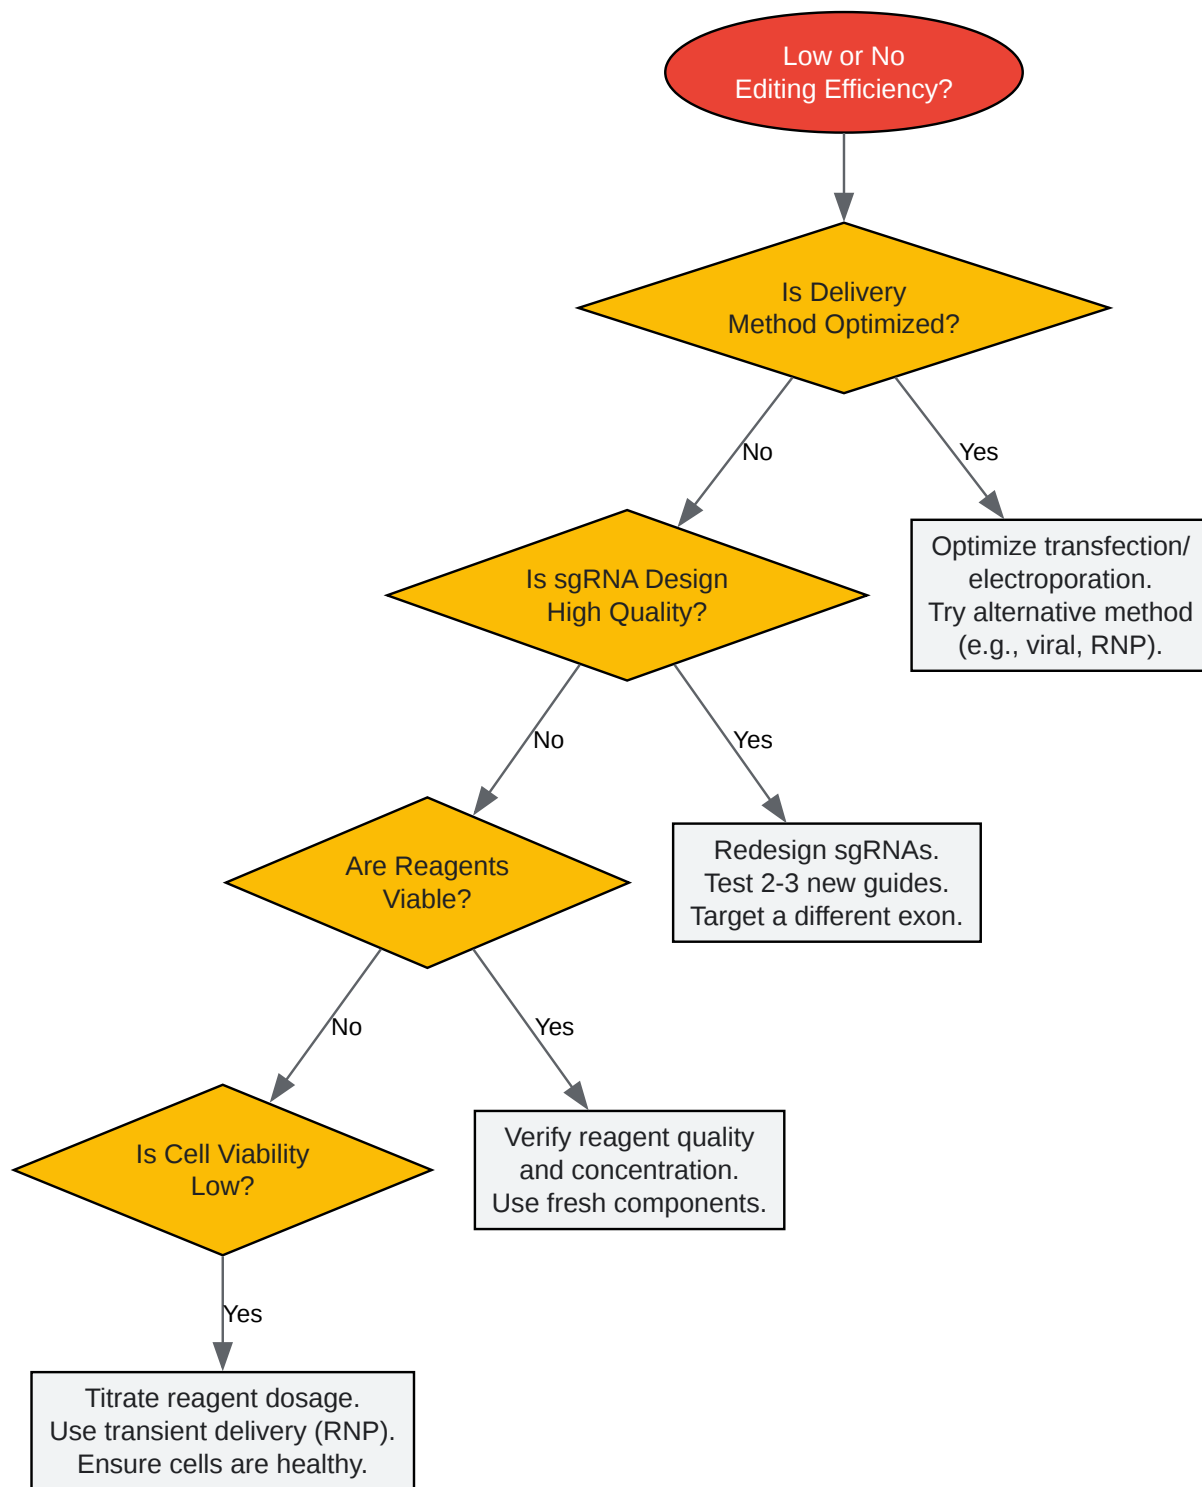 Low or No
Editing Efficiency?
Is Delivery
Method Optimized?
No
Yes
Is sgRNA Design
High Quality?
Optimize transfection/
electroporation.
Try alternative method
(e.g., viral, RNP).
No
Yes
Are Reagents
Viable?
Redesign sgRNAs.
Test 2-3 new guides.
Target a different exon.
No
Yes
Is Cell Viability
Low?
Verify reagent quality
and concentration.
Use fresh components.
Yes
Titrate reagent dosage.
Use transient delivery (RNP).
Ensure cells are healthy.